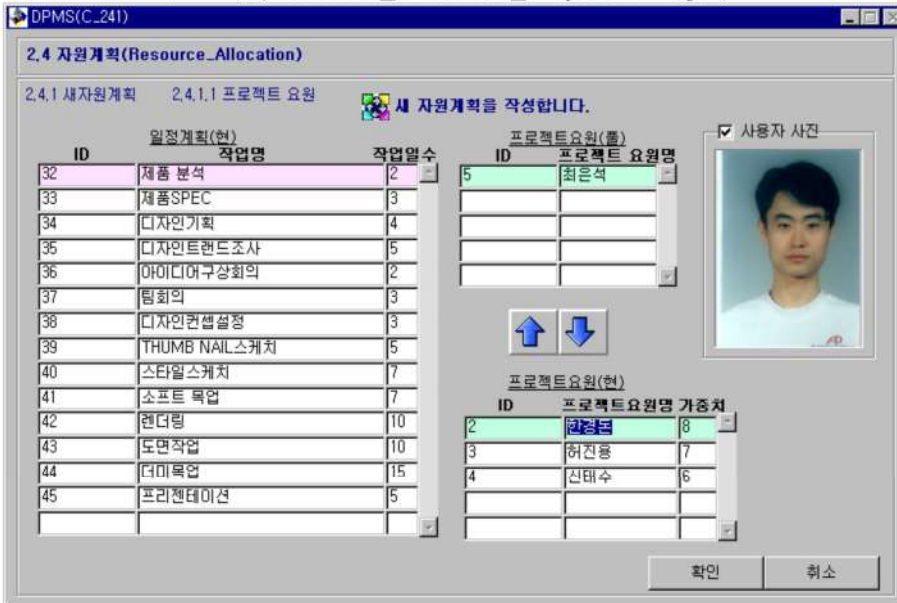 DPMS(C_241)
2.4 자원계획(Resource_Allocation)
2.4.1 새자원계획 2.4.1.1 프로젝트 요원
새 자원계획을 작성합니다.
일정계획(현)
ID 작업명 작업일수
32 제품 분석 2
33 제품SPEC 3
34 디자인기획 4
35 디자인트랜드조사 5
36 아이디어구상회의 2
37 팀회의 3
38 디자인컨셉설정 3
39 THUMB NAIL스케치 5
40 스타일스케치 7
41 소프트 목업 7
42 렌더링 10
43 도면작업 10
44 더미목업 15
45 프리젠테이션 5
프로젝트요원(풀)
ID 프로젝트 요원명
5 최은석
사용자 사진
프로젝트요원(현)
ID 프로젝트요원명 가중치
2 한경돈 8
3 허진용 7
4 신태수 6
확인 취소